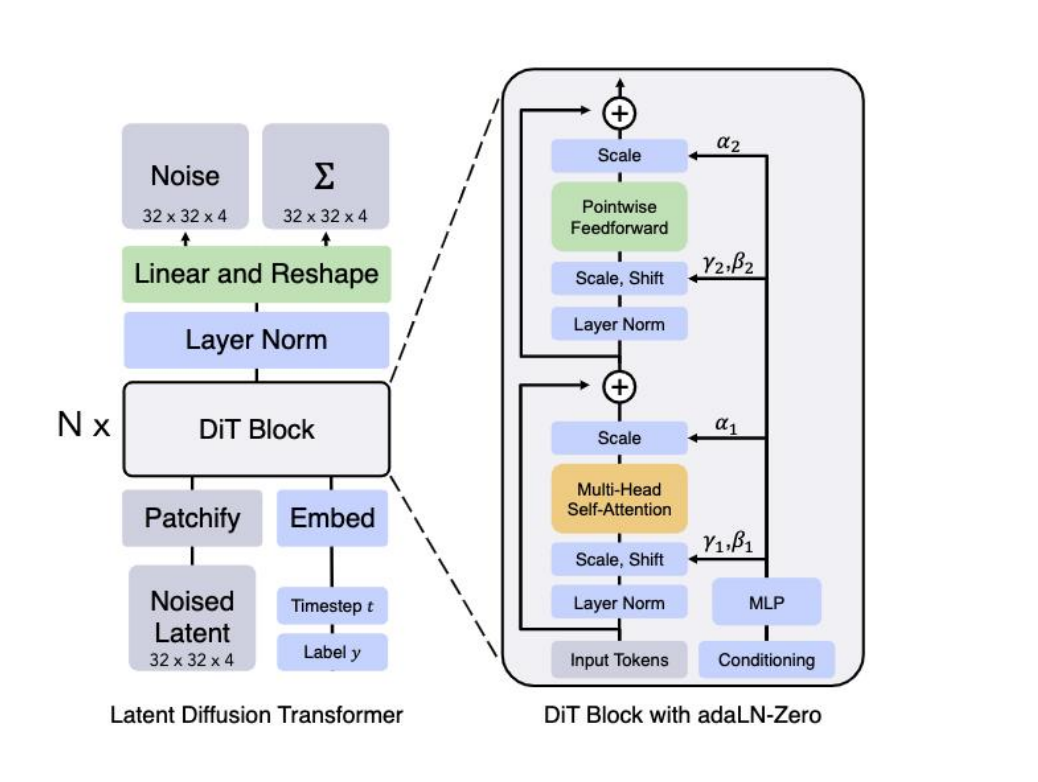 Noise
32 x 32 x 4
Σ
32 x 32 x 4
Linear and Reshape
Layer Norm
N x
DiT Block
Patchify
Embed
Noised
Latent
32 x 32 x 4
Timestep t
Label y
Latent Diffusion Transformer
+
Scale
α₂
Pointwise
Feedforward
γ₂,β₂
Scale, Shift
Layer Norm
+
Scale
α₁
Multi-Head
Self-Attention
γ₁,β₁
Scale, Shift
Layer Norm
MLP
Input Tokens
Conditioning
DiT Block with adaLN-Zero